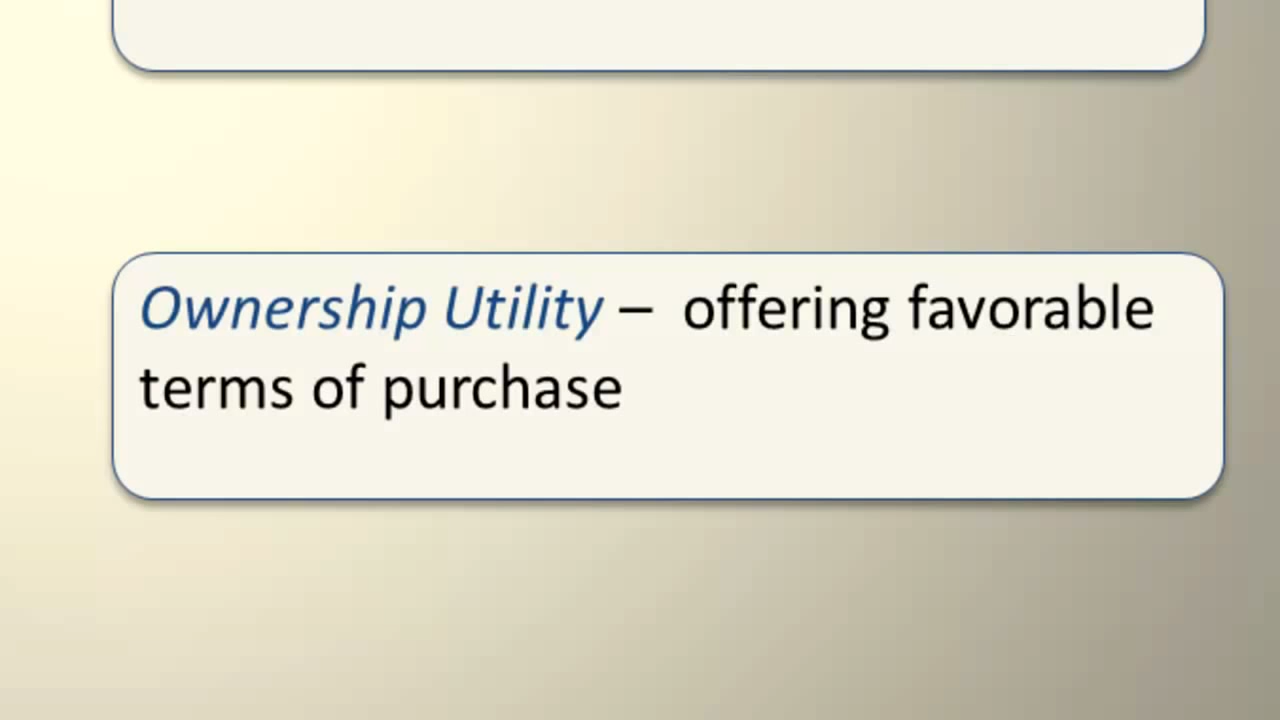 Ownership Utility – offering favorable
terms of purchase